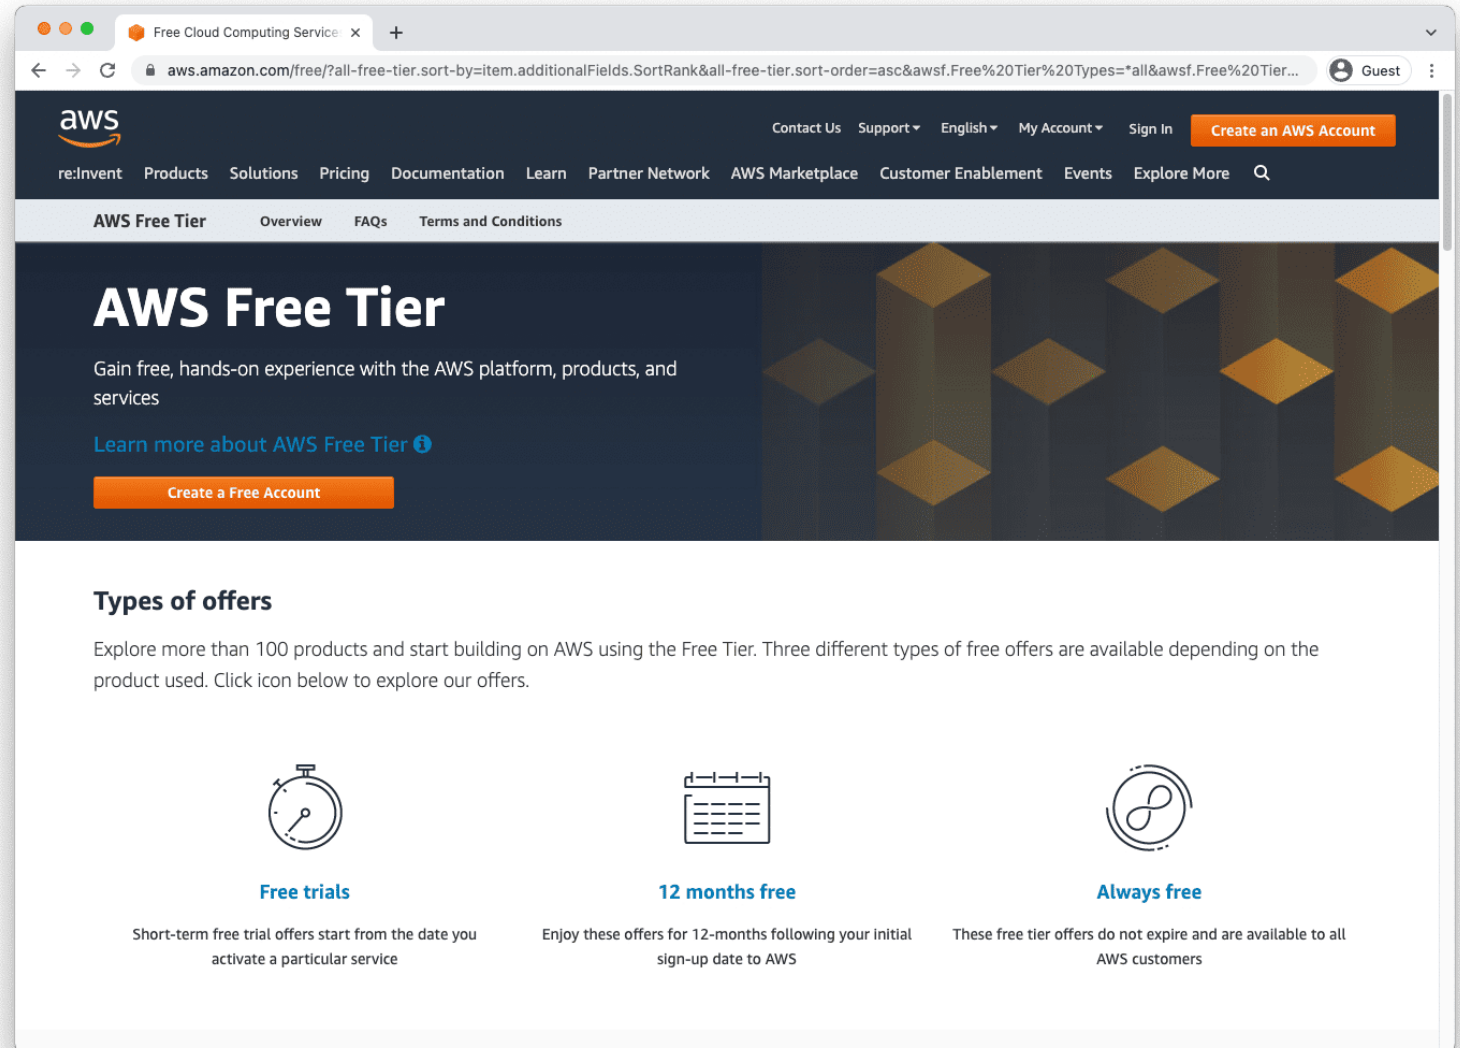 Free Cloud Computing Service
aws.amazon.com/free/?all-free-tier.sort-by=item.additionalFields.SortRank&all-free-tier.sort-order=asc&awsf.Free%20Tier%20Types=*all&awsf.Free%20Tier...
Guest
aws
Contact Us Support English My Account Sign In Create an AWS Account
re:Invent Products Solutions Pricing Documentation Learn Partner Network AWS Marketplace Customer Enablement Events Explore More
AWS Free Tier Overview FAQs Terms and Conditions
AWS Free Tier
Gain free, hands-on experience with the AWS platform, products, and
services
Learn more about AWS Free Tier
Create a Free Account
Types of offers
Explore more than 100 products and start building on AWS using the Free Tier. Three different types of free offers are available depending on the
product used. Click icon below to explore our offers.
Free trials
Short-term free trial offers start from the date you
activate a particular service
12 months free
Enjoy these offers for 12-months following your initial
sign-up date to AWS
Always free
These free tier offers do not expire and are available to all
AWS customers